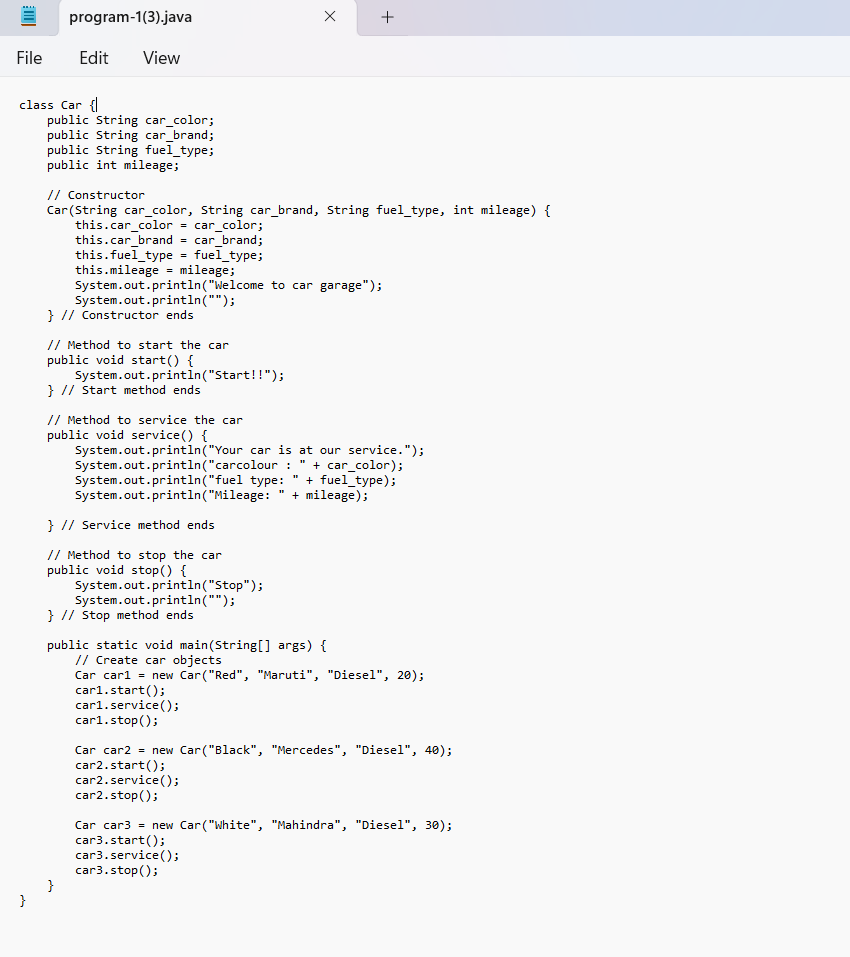 program-1(3).java
File Edit View
class Car {
    public String car_color;
    public String car_brand;
    public String fuel_type;
    public int mileage;

    // Constructor
    Car(String car_color, String car_brand, String fuel_type, int mileage) {
        this.car_color = car_color;
        this.car_brand = car_brand;
        this.fuel_type = fuel_type;
        this.mileage = mileage;
        System.out.println("Welcome to car garage");
        System.out.println("");
    } // Constructor ends

    // Method to start the car
    public void start() {
        System.out.println("Start!!");
    } // Start method ends

    // Method to service the car
    public void service() {
        System.out.println("Your car is at our service.");
        System.out.println("carcolour : " + car_color);
        System.out.println("fuel type: " + fuel_type);
        System.out.println("Mileage: " + mileage);

    } // Service method ends

    // Method to stop the car
    public void stop() {
        System.out.println("Stop");
        System.out.println("");
    } // Stop method ends

    public static void main(String[] args) {
        // Create car objects
        Car car1 = new Car("Red", "Maruti", "Diesel", 20);
        car1.start();
        car1.service();
        car1.stop();

        Car car2 = new Car("Black", "Mercedes", "Diesel", 40);
        car2.start();
        car2.service();
        car2.stop();

        Car car3 = new Car("White", "Mahindra", "Diesel", 30);
        car3.start();
        car3.service();
        car3.stop();
    }
}